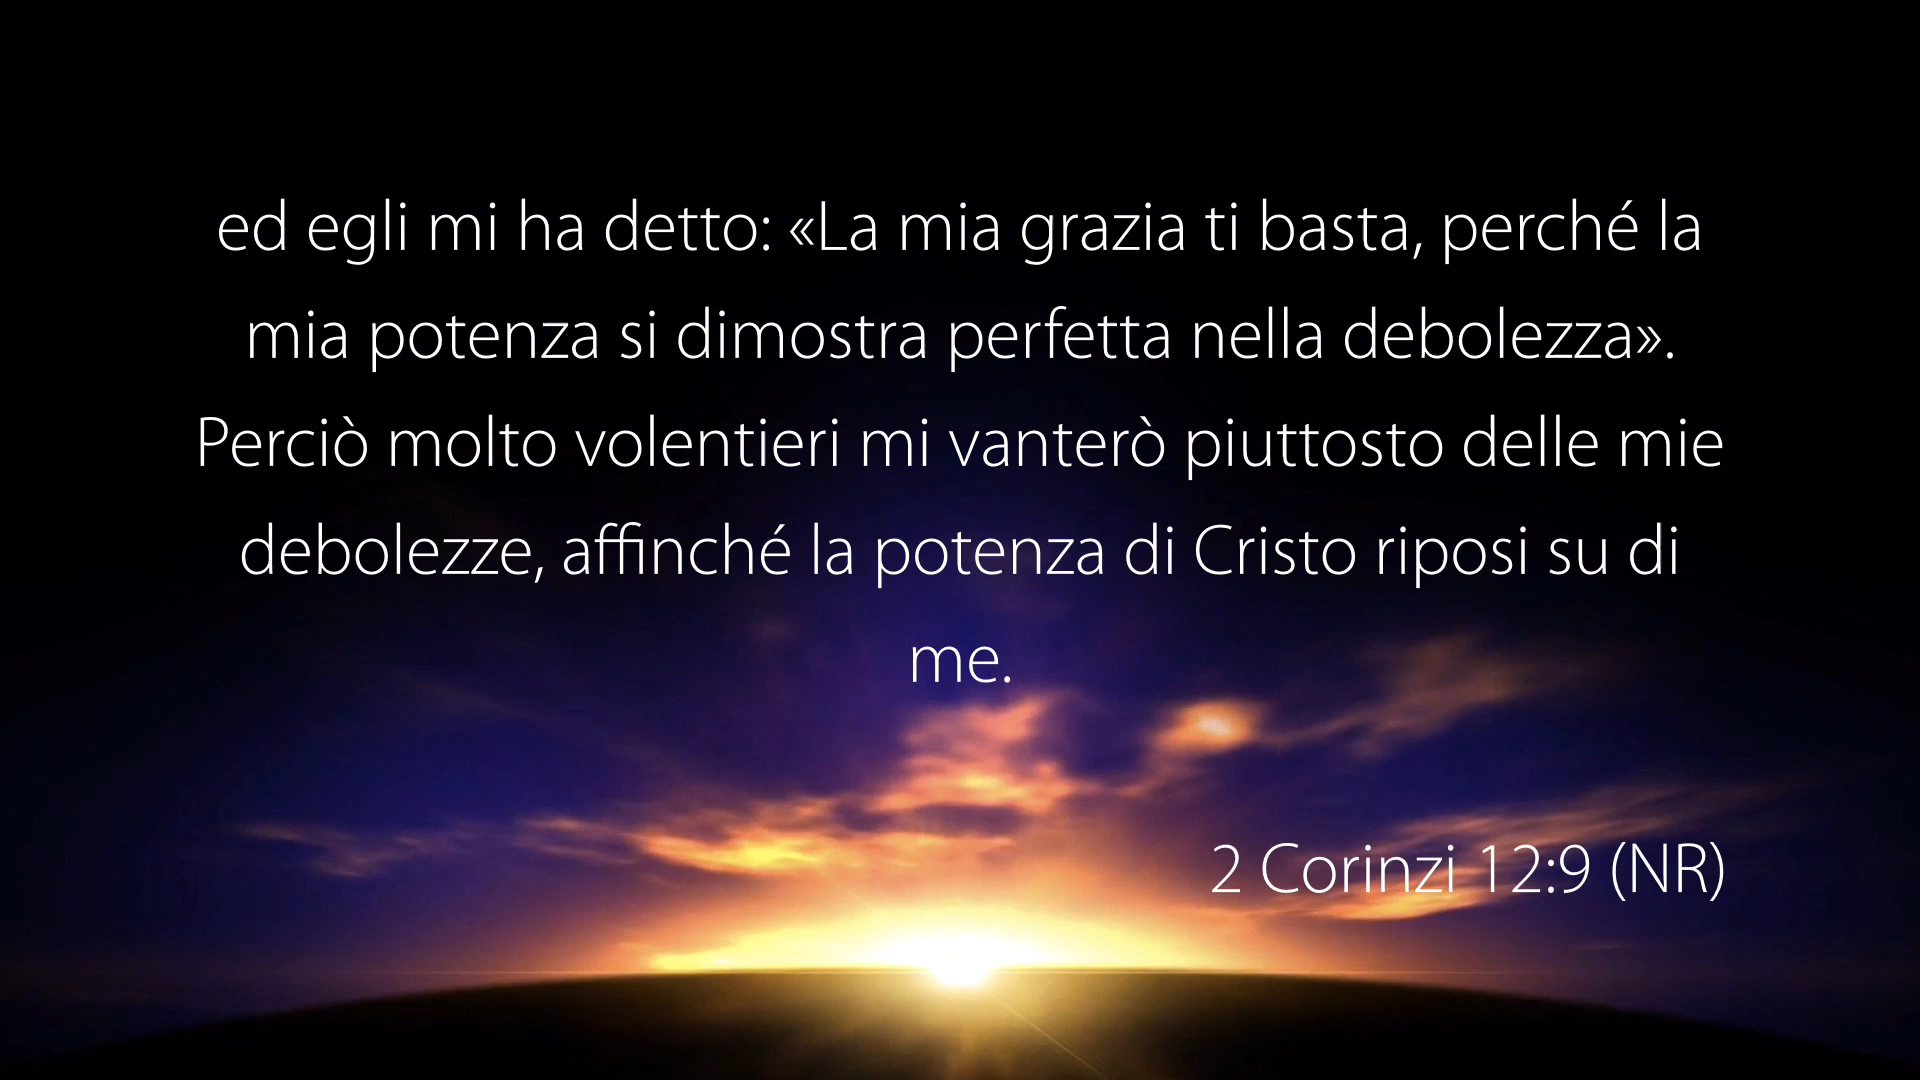 ed egli mi ha detto: «La mia grazia ti basta, perché la
mia potenza si dimostra perfetta nella debolezza».
Perciò molto volentieri mi vanterò piuttosto delle mie
debolezze, affinché la potenza di Cristo riposi su di
me.
2 Corinzi 12:9 (NR)